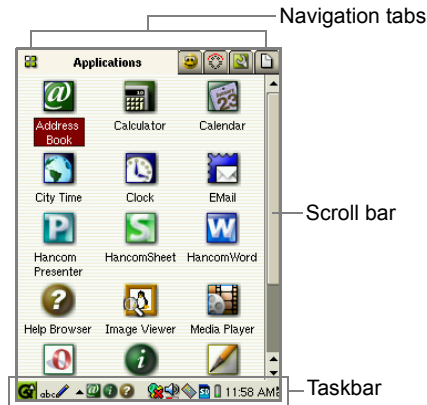 Navigation tabs
Applications
Address Book
Calculator
Calendar
23
City Time
Clock
EMail
Scroll bar
Hancom Presenter
HancomSheet
HancomWord
Help Browser
Image Viewer
Media Player
abc
11:58 AM
Taskbar